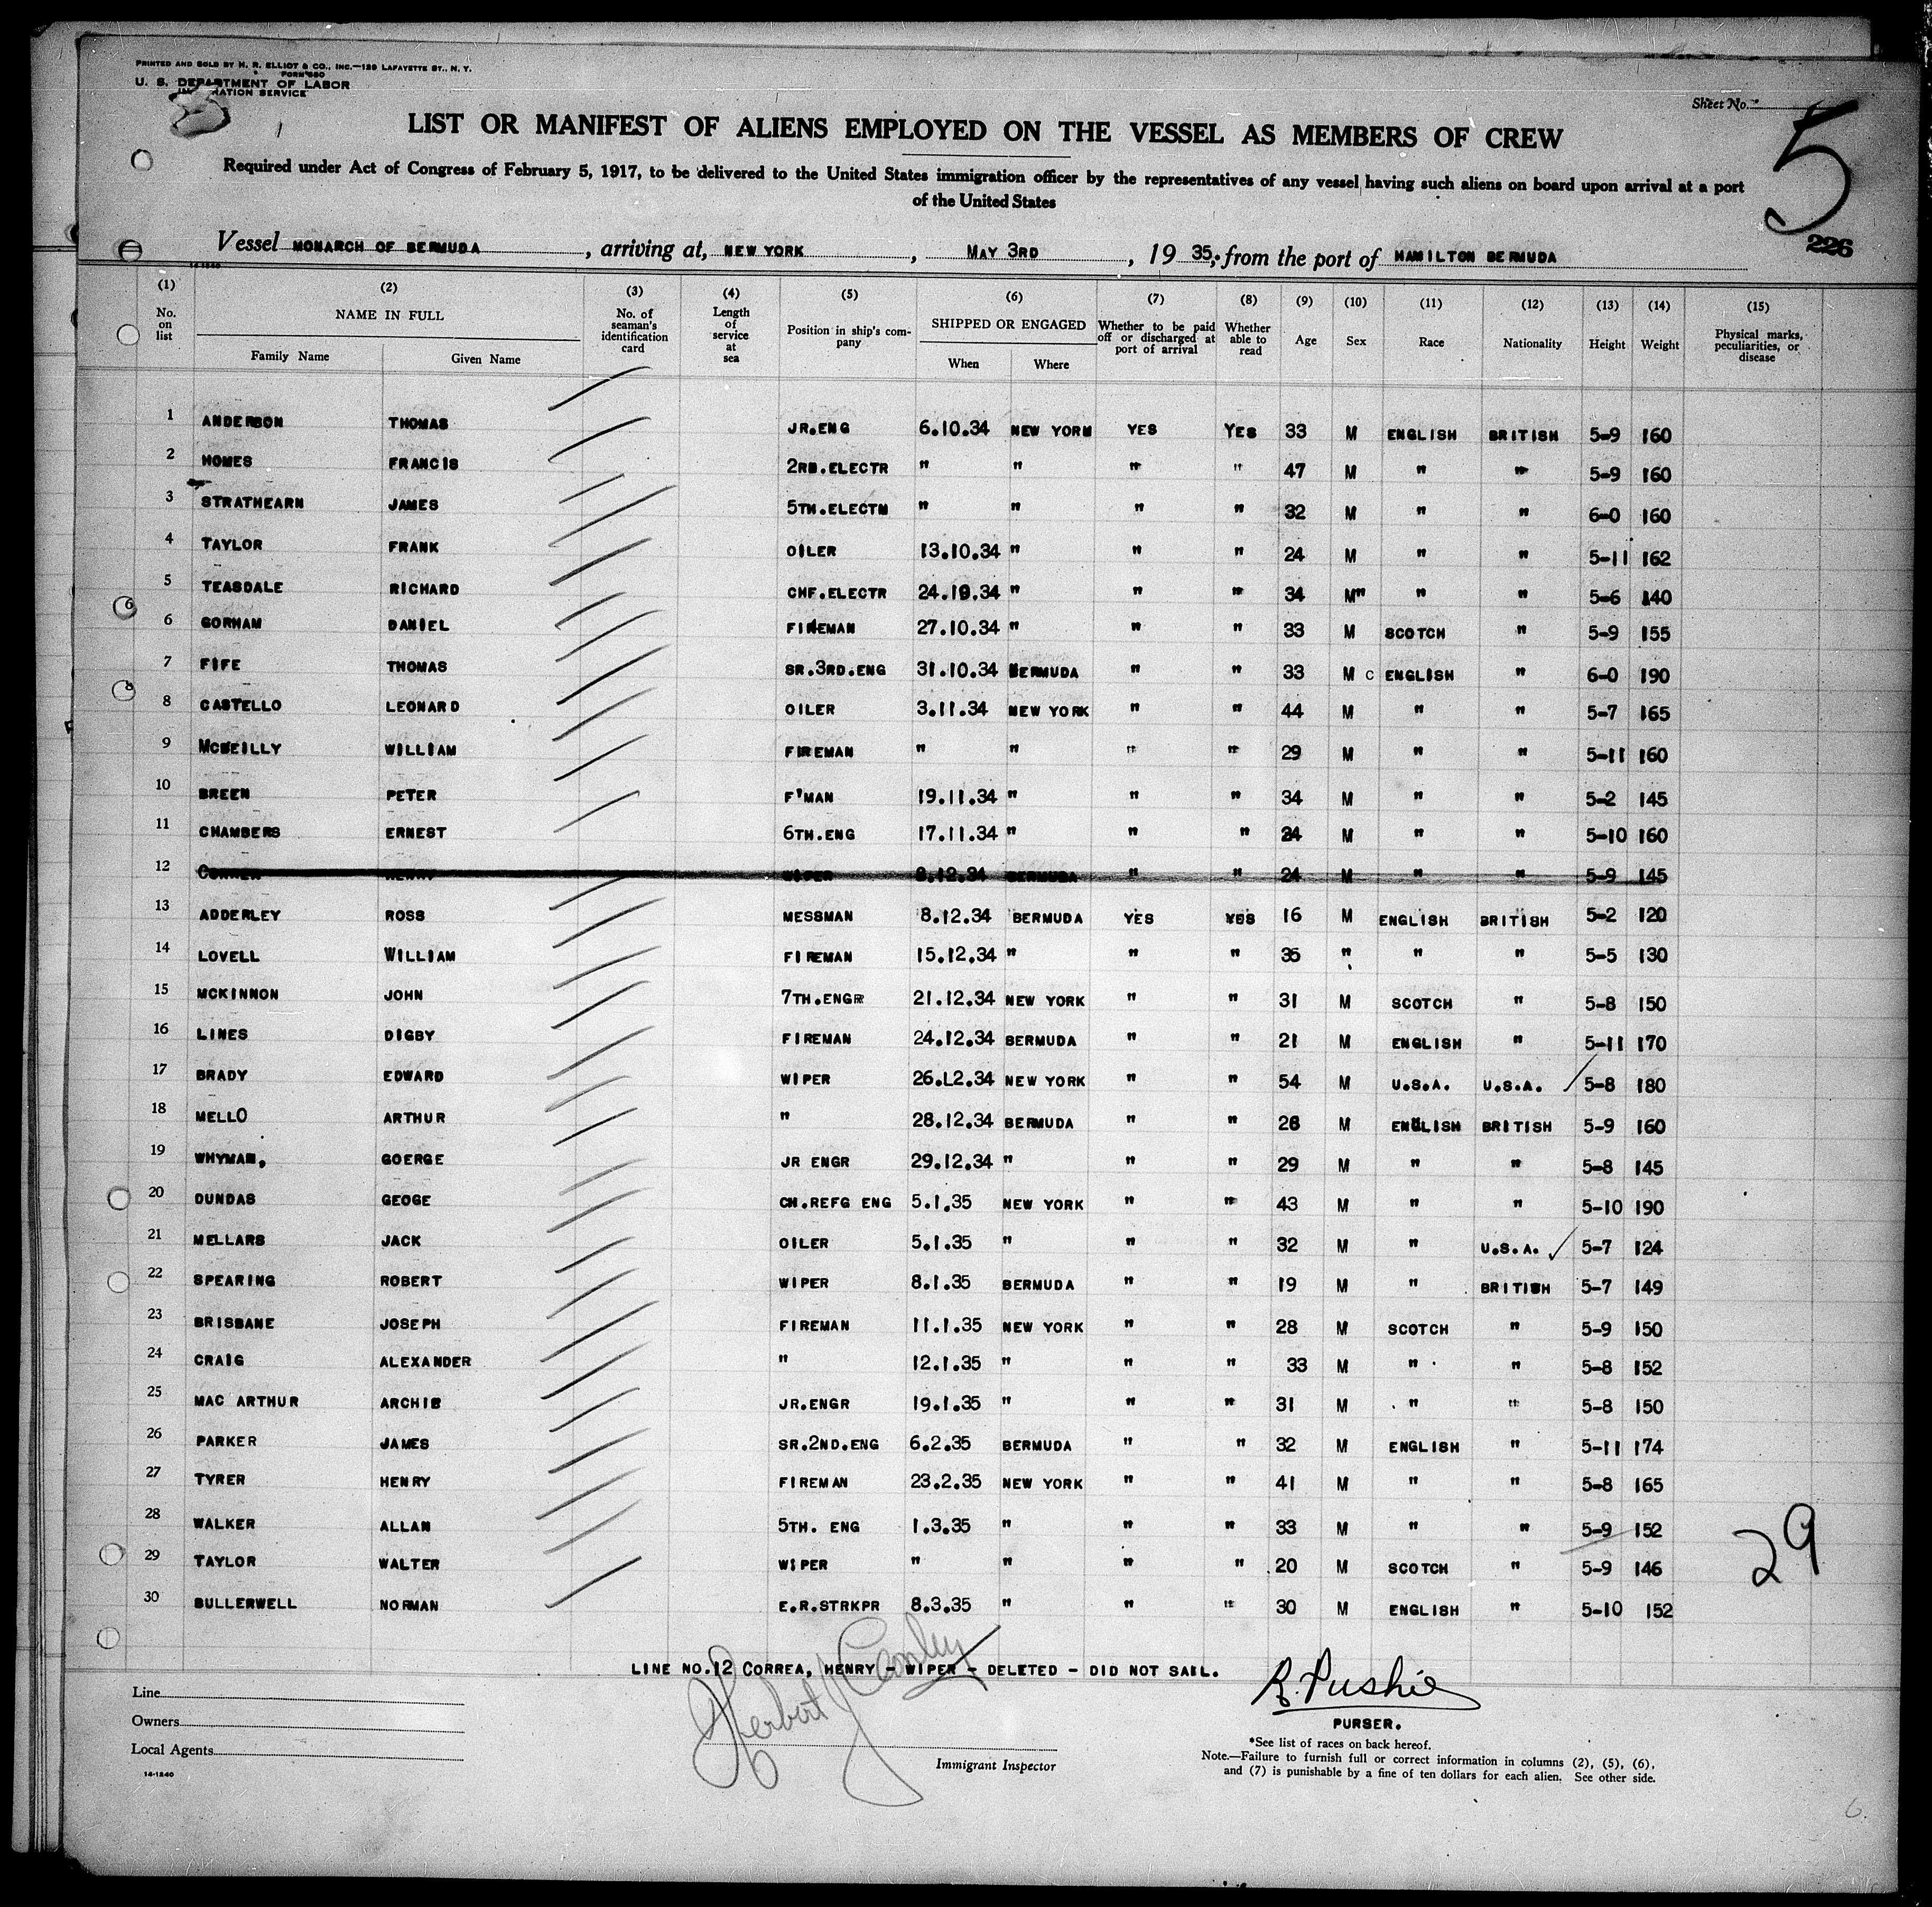 PRINTED AND SOLD BY H. R. ELLIOT & CO., INC.—129 LAFAYETTE ST., N. Y.
FORM 680
U. S. DEPARTMENT OF LABOR
RATION SERVICE
Sheet No.
5
LIST OR MANIFEST OF ALIENS EMPLOYED ON THE VESSEL AS MEMBERS OF CREW
Required under Act of Congress of February 5, 1917, to be delivered to the United States immigration officer by the representatives of any vessel having such aliens on board upon arrival at a port
of the United States
226
Vessel MONARCH OF BERMUDA, arriving at, NEW YORK, MAY 3RD, 19 35, from the port of HAMILTON BERMUDA
14-1240
(1) (2) (3) (4) (5) (6) (7) (8) (9) (10) (11) (12) (13) (14) (15)
No. on list NAME IN FULL Family Name Given Name No. of seaman's identification card Length of service at sea Position in ship's company SHIPPED OR ENGAGED When Where Whether to be paid off or discharged at port of arrival Whether able to read Age Sex Race Nationality Height Weight Physical marks, peculiarities, or disease
1 ANDERSON THOMAS JR.ENG 6.10.34 NEW YORK YES YES 33 M ENGLISH BRITISH 5-9 160
2 HOMES FRANCIS 2RD.ELECTR " " " " 47 M " " 5-9 160
3 STRATHEARN JAMES 5TH.ELECTN " " " " 32 M " " 6-0 160
4 TAYLOR FRANK OILER 13.10.34 " " " 24 M " " 5-11 162
5 TEASDALE RICHARD CHF.ELECTR 24.10.34 " " " 34 M" " " 5-6 140
6 GORHAM DANIEL FIREMAN 27.10.34 " " " 33 M SCOTCH " 5-9 155
7 FIFE THOMAS SR.3RD.ENG 31.10.34 BERMUDA " " 33 M C ENGLISH " 6-0 190
8 CASTELLO LEONARD OILER 3.11.34 NEW YORK " " 44 M " " 5-7 165
9 MCNEILLY WILLIAM FIREMAN " " " " 29 M " " 5-11 160
10 BREEN PETER F'MAN 19.11.34 " " " 34 M " " 5-2 145
11 CHAMBERS ERNEST 6TH.ENG 17.11.34 " " " 24 M " " 5-10 160
12 HENRY WIPER 8.12.34 BERMUDA " " 24 M " " 5-9 145
13 ADDERLEY ROSS MESSMAN 8.12.34 BERMUDA YES YES 16 M ENGLISH BRITISH 5-2 120
14 LOVELL WILLIAM FIREMAN 15.12.34 " " " 35 " " " 5-5 130
15 MCKINNON JOHN 7TH.ENGR 21.12.34 NEW YORK " " 31 M SCOTCH " 5-8 150
16 LINES DIGBY FIREMAN 24.12.34 BERMUDA " " 21 M ENGLISH " 5-11 170
17 BRADY EDWARD WIPER 26.L2.34 NEW YORK " " 54 M U.S.A. U.S.A. 5-8 180
18 MELLO ARTHUR " 28.12.34 BERMUDA " " 26 M ENGLISH BRITISH 5-9 160
19 WHYMAN, GOERGE JR ENGR 29.12.34 " " " 29 M " " 5-8 145
20 DUNDAS GEOGE CH.REFG ENG 5.1.35 NEW YORK " " 43 M " " 5-10 190
21 MELLARS JACK OILER 5.1.35 " " " 32 M " U.S.A. 5-7 124
22 SPEARING ROBERT WIPER 8.1.35 BERMUDA " " 19 M " BRITISH 5-7 149
23 BRISBANE JOSEPH FIREMAN 11.1.35 NEW YORK " " 28 M SCOTCH " 5-9 150
24 CRAIG ALEXANDER " 12.1.35 " " " 33 M " " 5-8 152
25 MAC ARTHUR ARCHIE JR.ENGR 19.1.35 " " " 31 M " " 5-8 150
26 PARKER JAMES SR.2ND.ENG 6.2.35 BERMUDA " " 32 M ENGLISH " 5-11 174
27 TYRER HENRY FIREMAN 23.2.35 NEW YORK " " 41 M " " 5-8 165
28 WALKER ALLAN 5TH. ENG 1.3.35 " " " 33 M " " 5-9 152
29 TAYLOR WALTER WIPER " " " " 20 M SCOTCH " 5-9 146
30 BULLERWELL NORMAN E.R.STRKPR 8.3.35 " " " 30 M ENGLISH " 5-10 152
29
LINE NO.12 CORREA, HENRY - WIPER - DELETED - DID NOT SAIL.
Line
Owners
Local Agents
14-1240
Herbert J Conley
Immigrant Inspector
R. Pushie
PURSER.
*See list of races on back hereof.
Note.—Failure to furnish full or correct information in columns (2), (5), (6),
and (7) is punishable by a fine of ten dollars for each alien. See other side.
6.